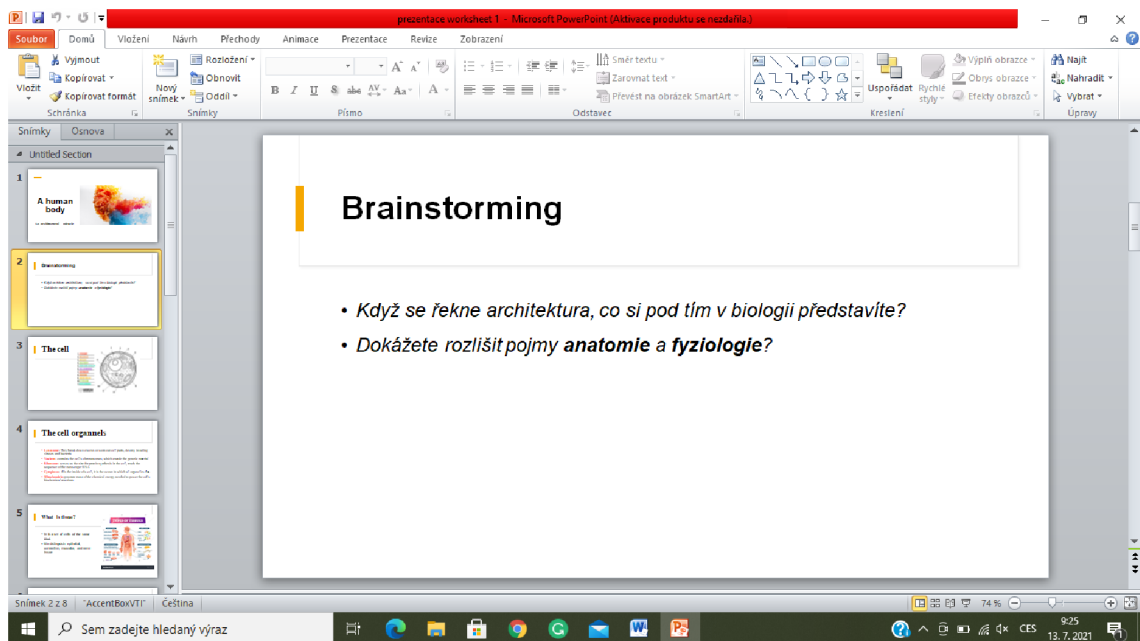 prezentace worksheet 1 - Microsoft PowerPoint (Aktivace produktu se nezdařila.)
Soubor Domů Vložení Návrh Přechody Animace Prezentace Revize Zobrazení
Vložit
Vyjmout
Kopírovat
Kopírovat formát
Schránka
Nový snímek
Rozložení
Obnovit
Oddíl
Snímky
Písmo
Směr textu
Zarovnat text
Převést na obrázek SmartArt
Odstavec
Uspořádat
Rychlé styly
Výplň obrazce
Obrys obrazce
Efekty obrazců
Kreslení
Najít
Nahradit
Vybrat
Úpravy
Snímky Osnova
Untitled Section
1
A human
body
2
Brainstorming
3
The cell
4
The cell organnels
5
What is tissue?
Brainstorming
• Když se řekne architektura, co si pod tím v biologii představíte?
• Dokážete rozlišit pojmy anatomie a fyziologie?
Snímek 2 z 8 "AccentBoxVTI" Čeština
74 %
Sem zadejte hledaný výraz
CES
9:25
13. 7. 2021